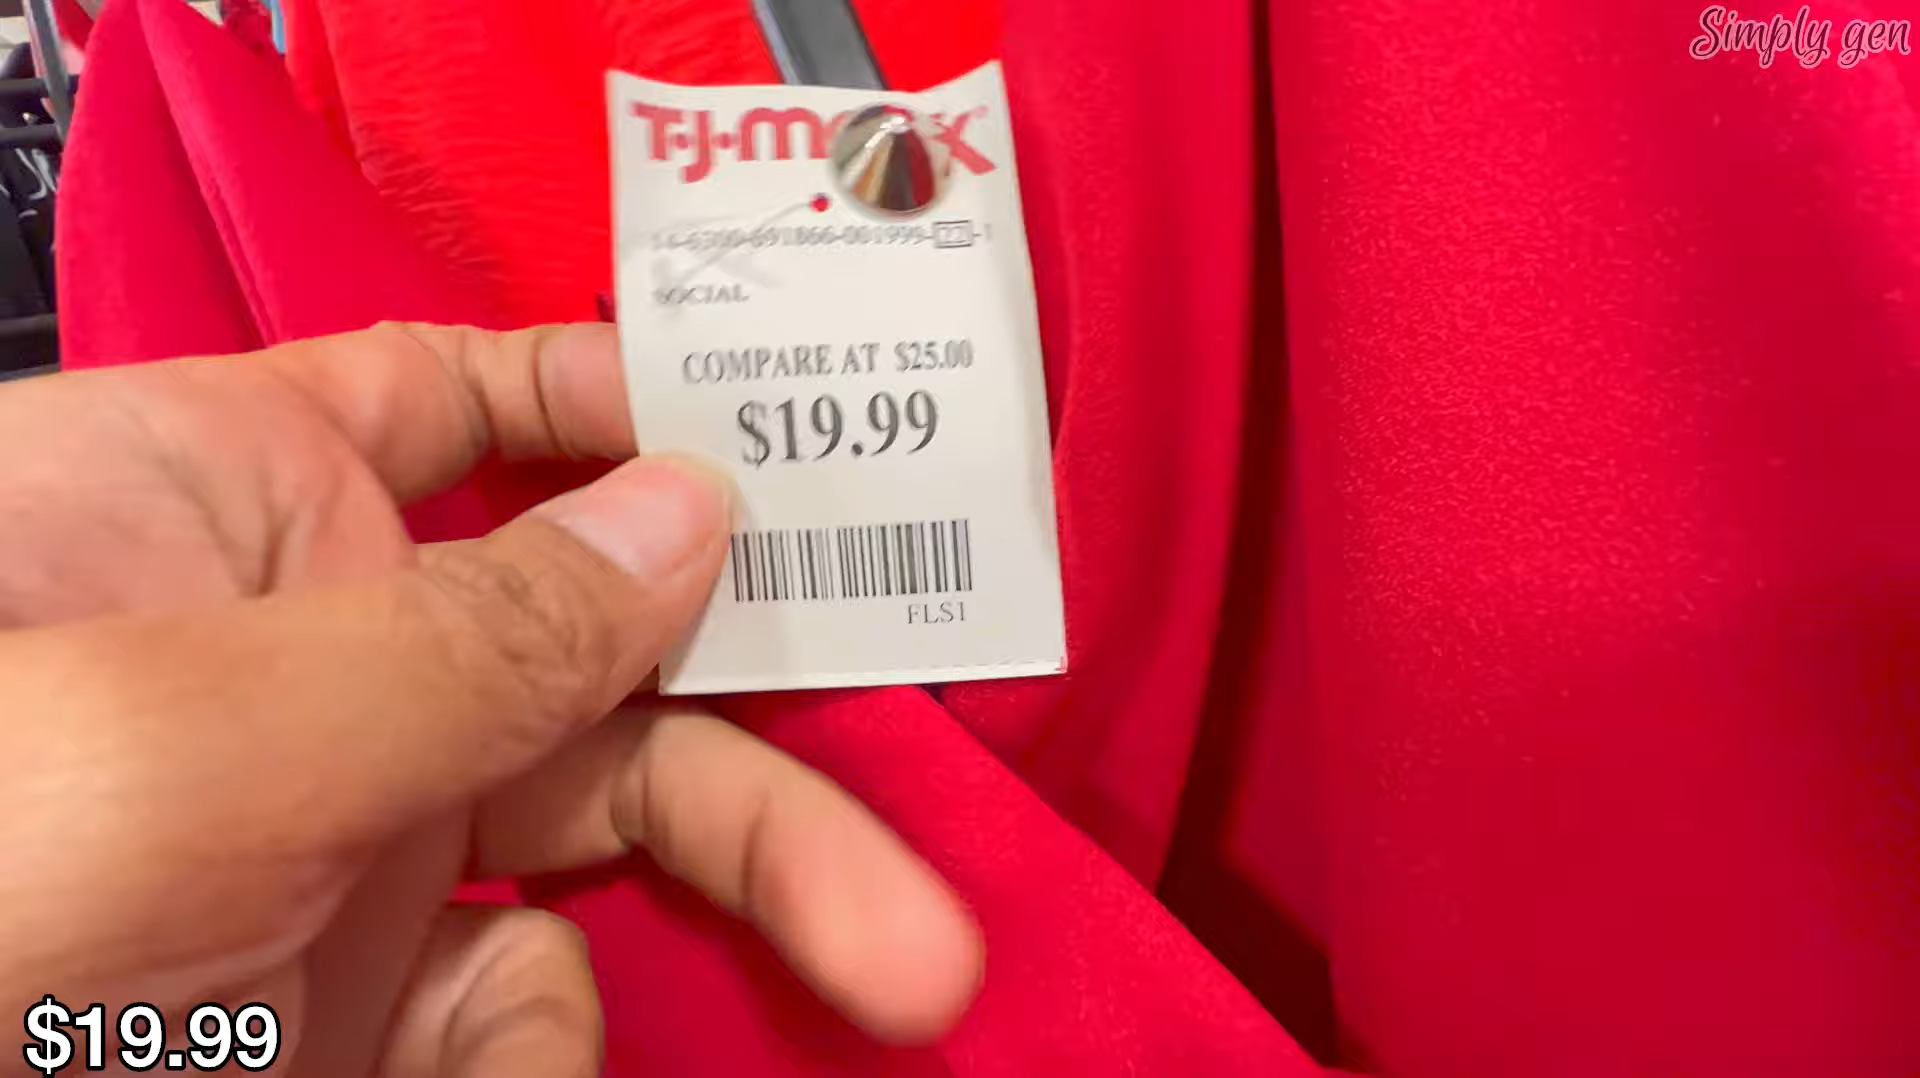 Simply gen
T·J·maxx
SOCIAL
COMPARE AT $25.00
$19.99
FLS1
$19.99